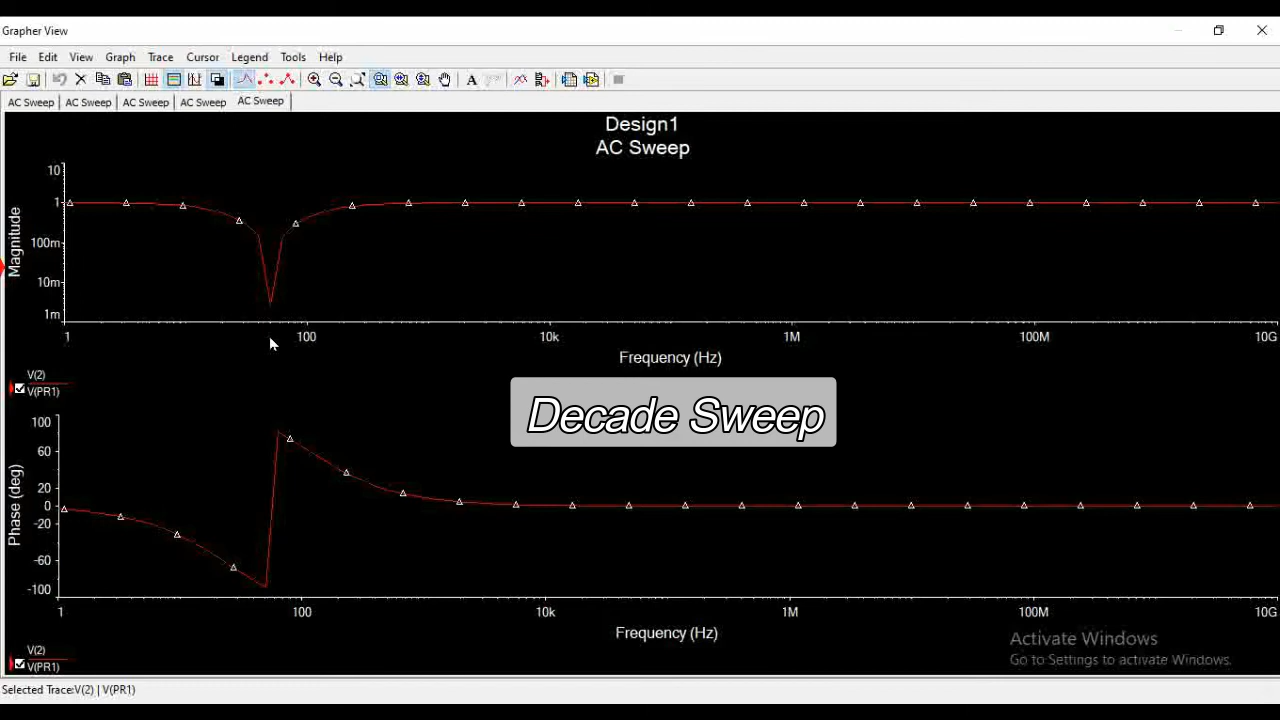 Grapher View
File Edit View Graph Trace Cursor Legend Tools Help
AC Sweep AC Sweep AC Sweep AC Sweep AC Sweep
Design1
AC Sweep
Magnitude
10
1
100m
10m
1m
1 100 10k 1M 100M 10G
Frequency (Hz)
V(2)
V(PR1)
Decade Sweep
Phase (deg)
100
60
20
0
-20
-60
-100
1 100 10k 1M 100M 10G
Frequency (Hz)
V(2)
V(PR1)
Activate Windows
Go to Settings to activate Windows.
Selected Trace:V(2) | V(PR1)